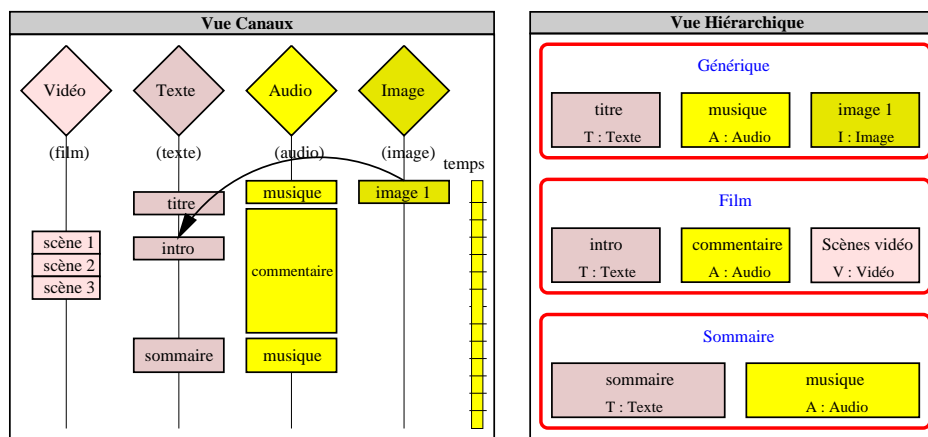 Vue Canaux
Vidéo Texte Audio Image
(film) (texte) (audio) (image)
temps
musique image 1
titre
scène 1 intro
scène 2 commentaire
scène 3
sommaire musique
Vue Hiérarchique
Générique
titre musique image 1
T : Texte A : Audio I : Image
Film
intro commentaire Scènes vidéo
T : Texte A : Audio V : Vidéo
Sommaire
sommaire musique
T : Texte A : Audio